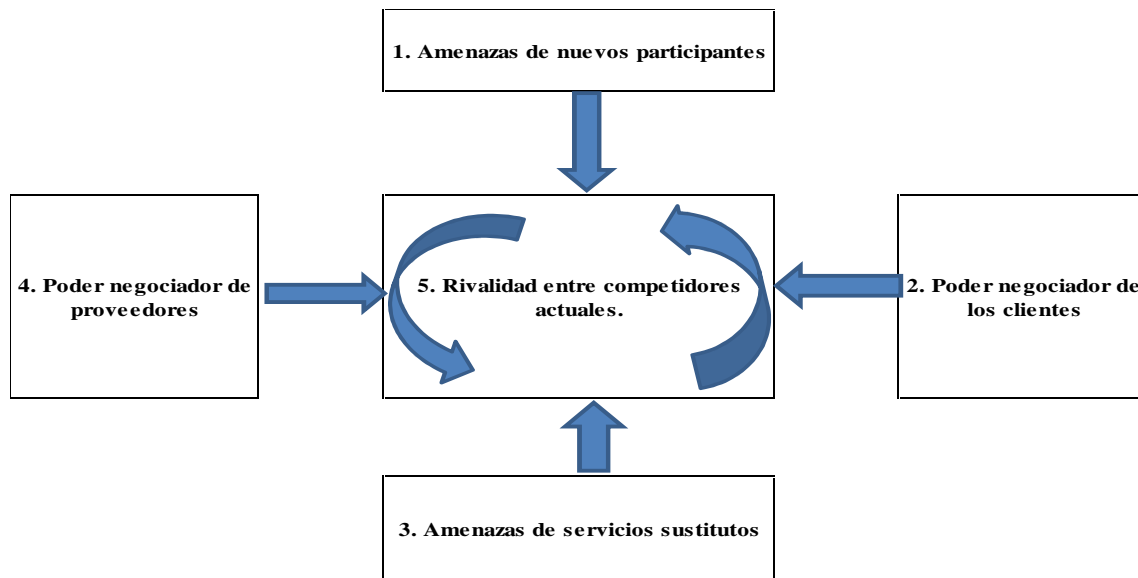 1. Amenazas de nuevos participantes
4. Poder negociador de
proveedores
5. Rivalidad entre competidores
actuales.
2. Poder negociador de
los clientes
3. Amenazas de servicios sustitutos